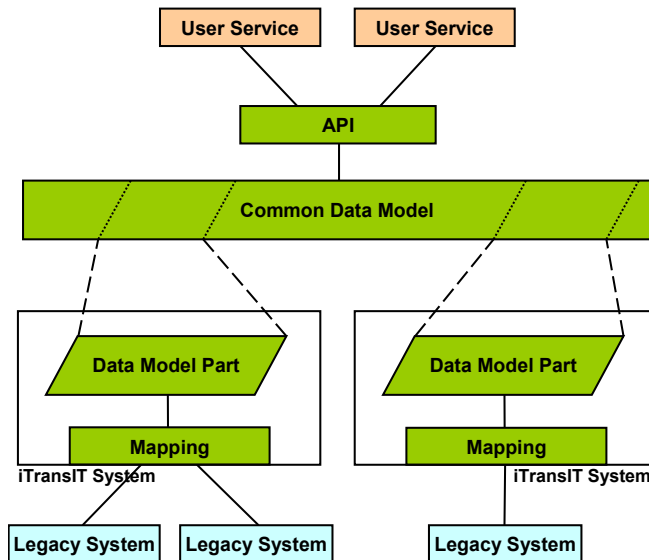 User Service
User Service
API
Common Data Model
Data Model Part
Data Model Part
Mapping
Mapping
iTransIT System
iTransIT System
Legacy System
Legacy System
Legacy System